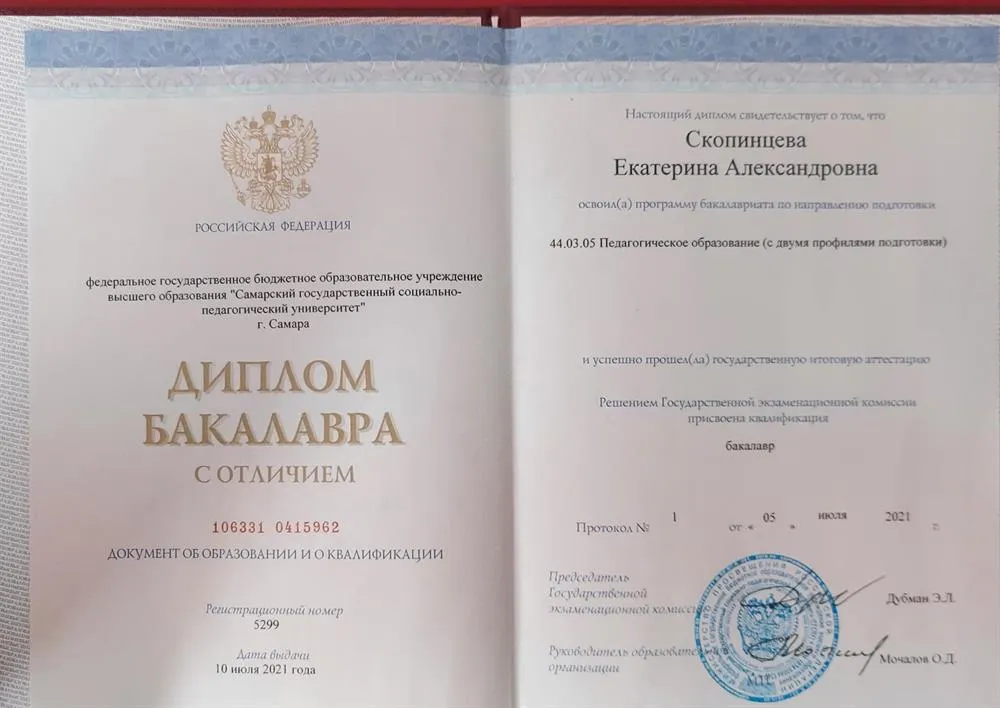 РОССИЙСКАЯ ФЕДЕРАЦИЯ
федеральное государственное бюджетное образовательное учреждение
высшего образования "Самарский государственный социально-
педагогический университет"
г. Самара
ДИПЛОМ
БАКАЛАВРА
С ОТЛИЧИЕМ
106331 0415962
ДОКУМЕНТ ОБ ОБРАЗОВАНИИ И О КВАЛИФИКАЦИИ
Регистрационный номер
5299
Дата выдачи
10 июля 2021 года
Настоящий диплом свидетельствует о том, что
Скопинцева
Екатерина Александровна
освоил(а) программу бакалавриата по направлению подготовки
44.03.05 Педагогическое образование (с двумя профилями подготовки)
и успешно прошел(ла) государственную итоговую аттестацию
Решением Государственной экзаменационной комиссии
присвоена квалификация
бакалавр
Протокол № 1 от « 05 » июля 2021 г.
Председатель
Государственной
экзаменационной комиссии
Дубман Э.Л.
Руководитель образовательной
организации
Мочалов О.Д.